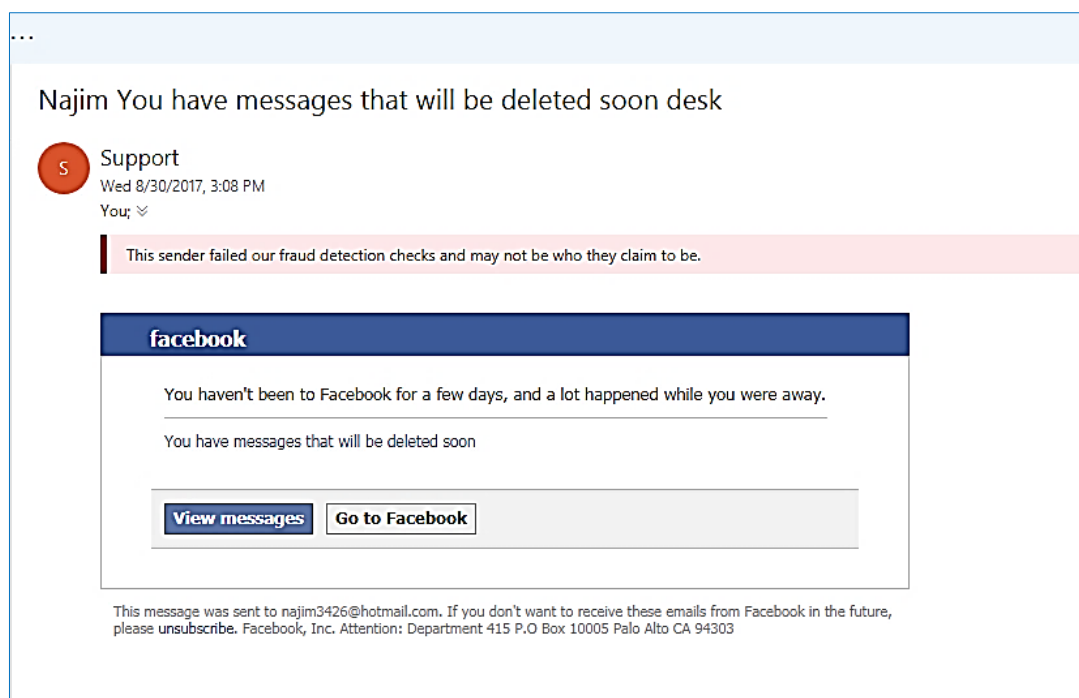 ...
Najim You have messages that will be deleted soon desk
S
Support
Wed 8/30/2017, 3:08 PM
You;
This sender failed our fraud detection checks and may not be who they claim to be.
facebook
You haven't been to Facebook for a few days, and a lot happened while you were away.
You have messages that will be deleted soon
View messages Go to Facebook
This message was sent to najim3426@hotmail.com. If you don't want to receive these emails from Facebook in the future,
please unsubscribe. Facebook, Inc. Attention: Department 415 P.O Box 10005 Palo Alto CA 94303